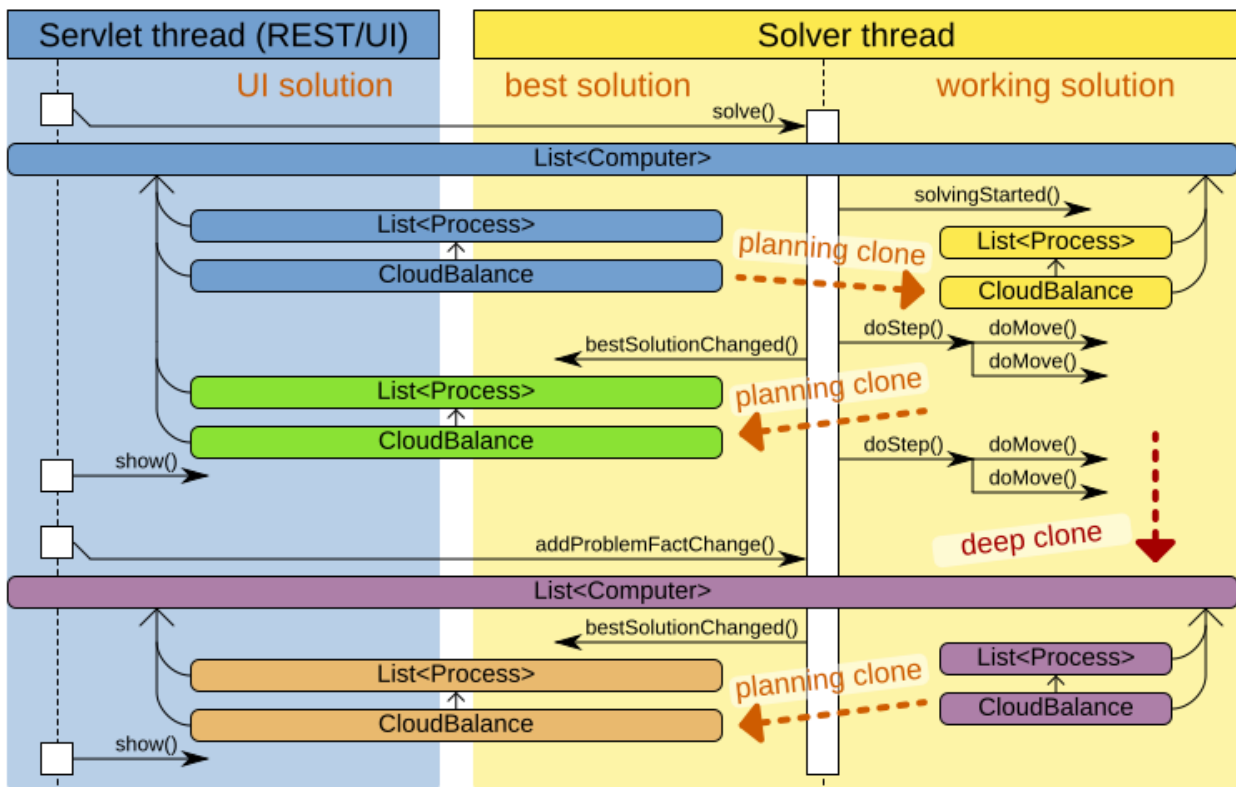 Servlet thread (REST/UI)
Solver thread
UI solution
best solution
working solution
solve()
List<Computer>
solvingStarted()
List<Process>
planning clone
List<Process>
CloudBalance
CloudBalance
doStep()
doMove()
bestSolutionChanged()
doMove()
List<Process>
planning clone
CloudBalance
doStep()
doMove()
show()
doMove()
addProblemFactChange()
deep clone
List<Computer>
bestSolutionChanged()
List<Process>
List<Process>
planning clone
CloudBalance
CloudBalance
show()